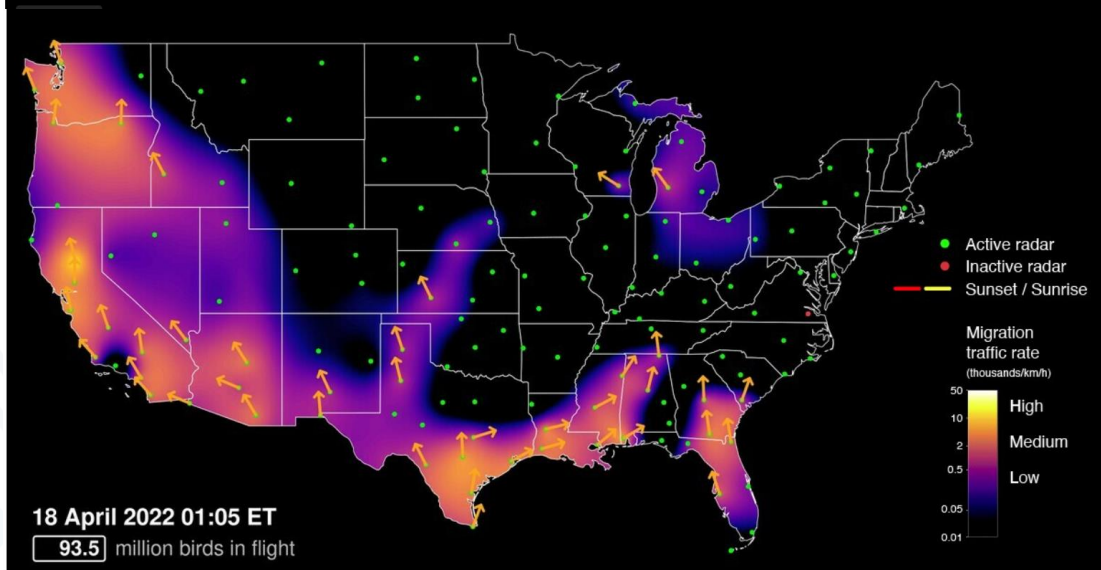 Active radar
Inactive radar
Sunset / Sunrise
Migration
traffic rate
(thousands/km/h)
50
High
10
2
Medium
0.5
Low
0.05
0.01
18 April 2022 01:05 ET
93.5 million birds in flight